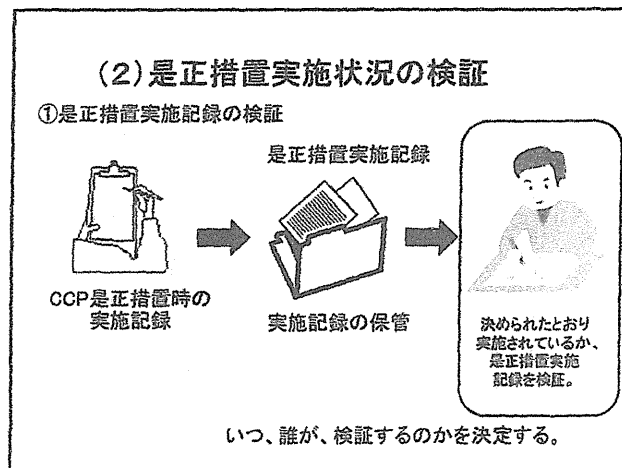 (2)是正措置実施状況の検証
①是正措置実施記録の検証
是正措置実施記録
CCP是正措置時の
実施記録
実施記録の保管
決められたとおり
実施されているか、
是正措置実施
記録を検証。
いつ、誰が、検証するのかを決定する。